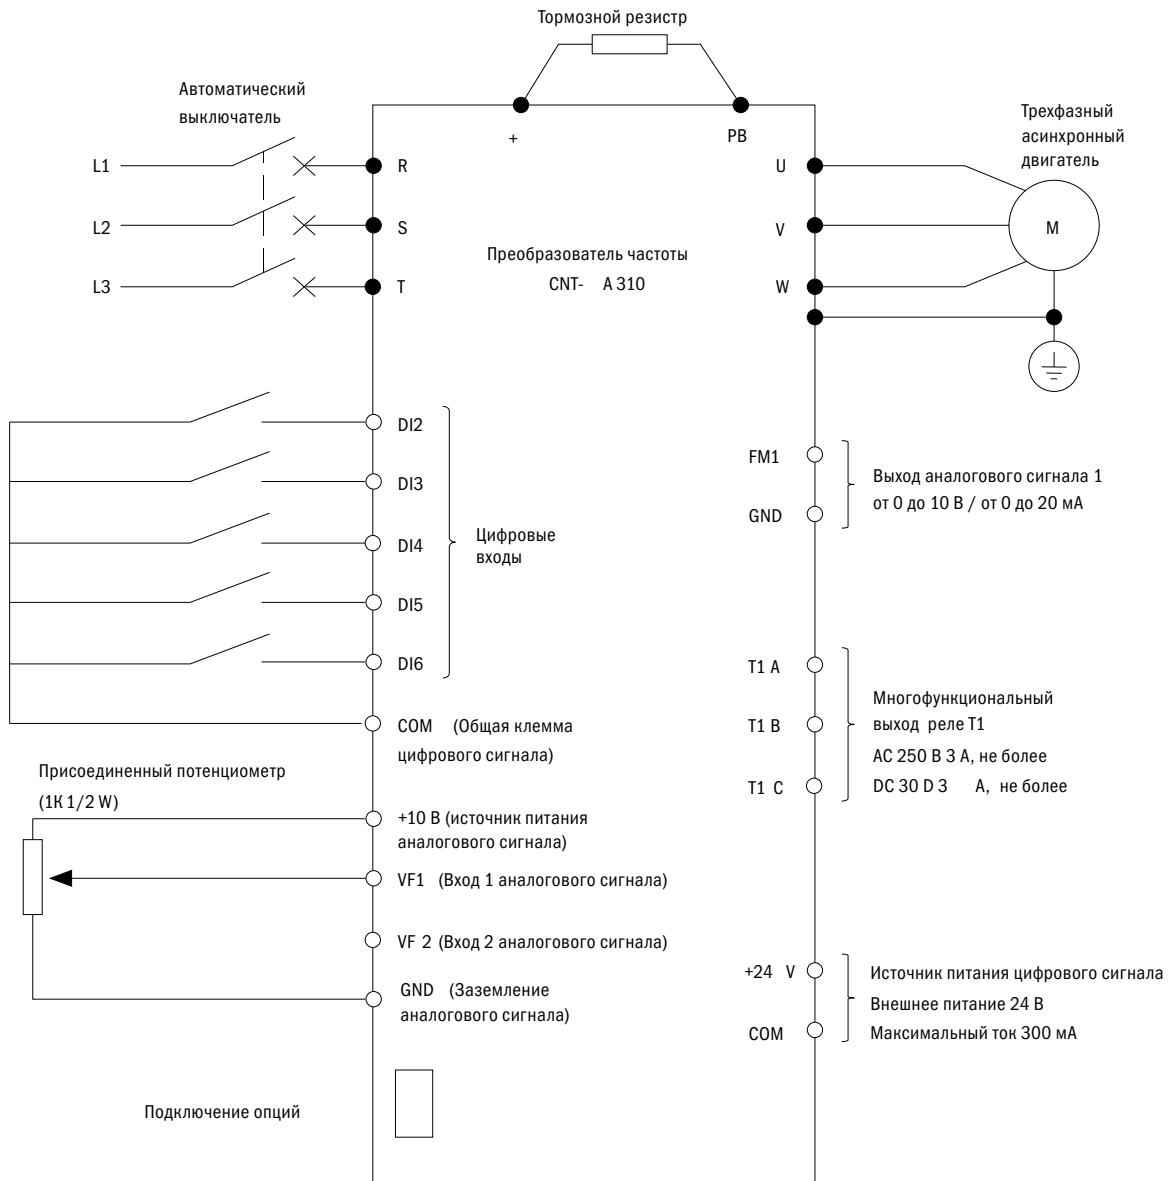 Тормозной резистр
Автоматический
выключатель
+
PB
Трехфазный
асинхронный
двигатель
L1
R
U
L2
S
V
M
Преобразователь частоты
CNT- A 310
L3
T
W
DI2
DI3
DI4
DI5
DI6
Цифровые
входы
FM1
GND
Выход аналогового сигнала 1
от 0 до 10 В / от 0 до 20 мА
T1 A
T1 B
T1 C
Многофункциональный
выход реле T1
AC 250 В 3 А, не более
DC 30 D 3 А, не более
COM (Общая клемма
цифрового сигнала)
Присоединенный потенциометр
(1К 1/2 W)
+10 В (источник питания
аналогового сигнала)
VF1 (Вход 1 аналогового сигнала)
VF 2 (Вход 2 аналогового сигнала)
GND (Заземление
аналогового сигнала)
+24 V
COM
Источник питания цифрового сигнала
Внешнее питание 24 В
Максимальный ток 300 мА
Подключение опций